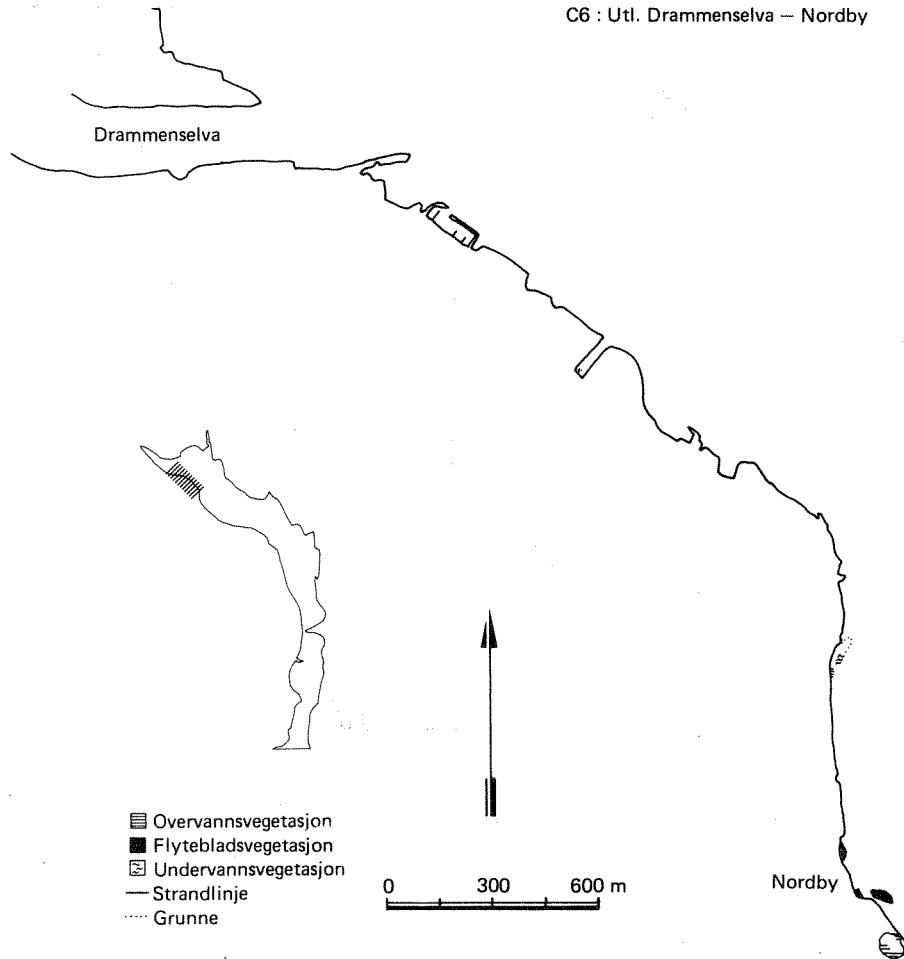 C6 : Utl. Drammenselva – Nordby
Drammenselva
Overvannsvegetasjon
Flytebladsvegetasjon
Undervannsvegetasjon
Strandlinje
Grunne
0 300 600 m
Nordby